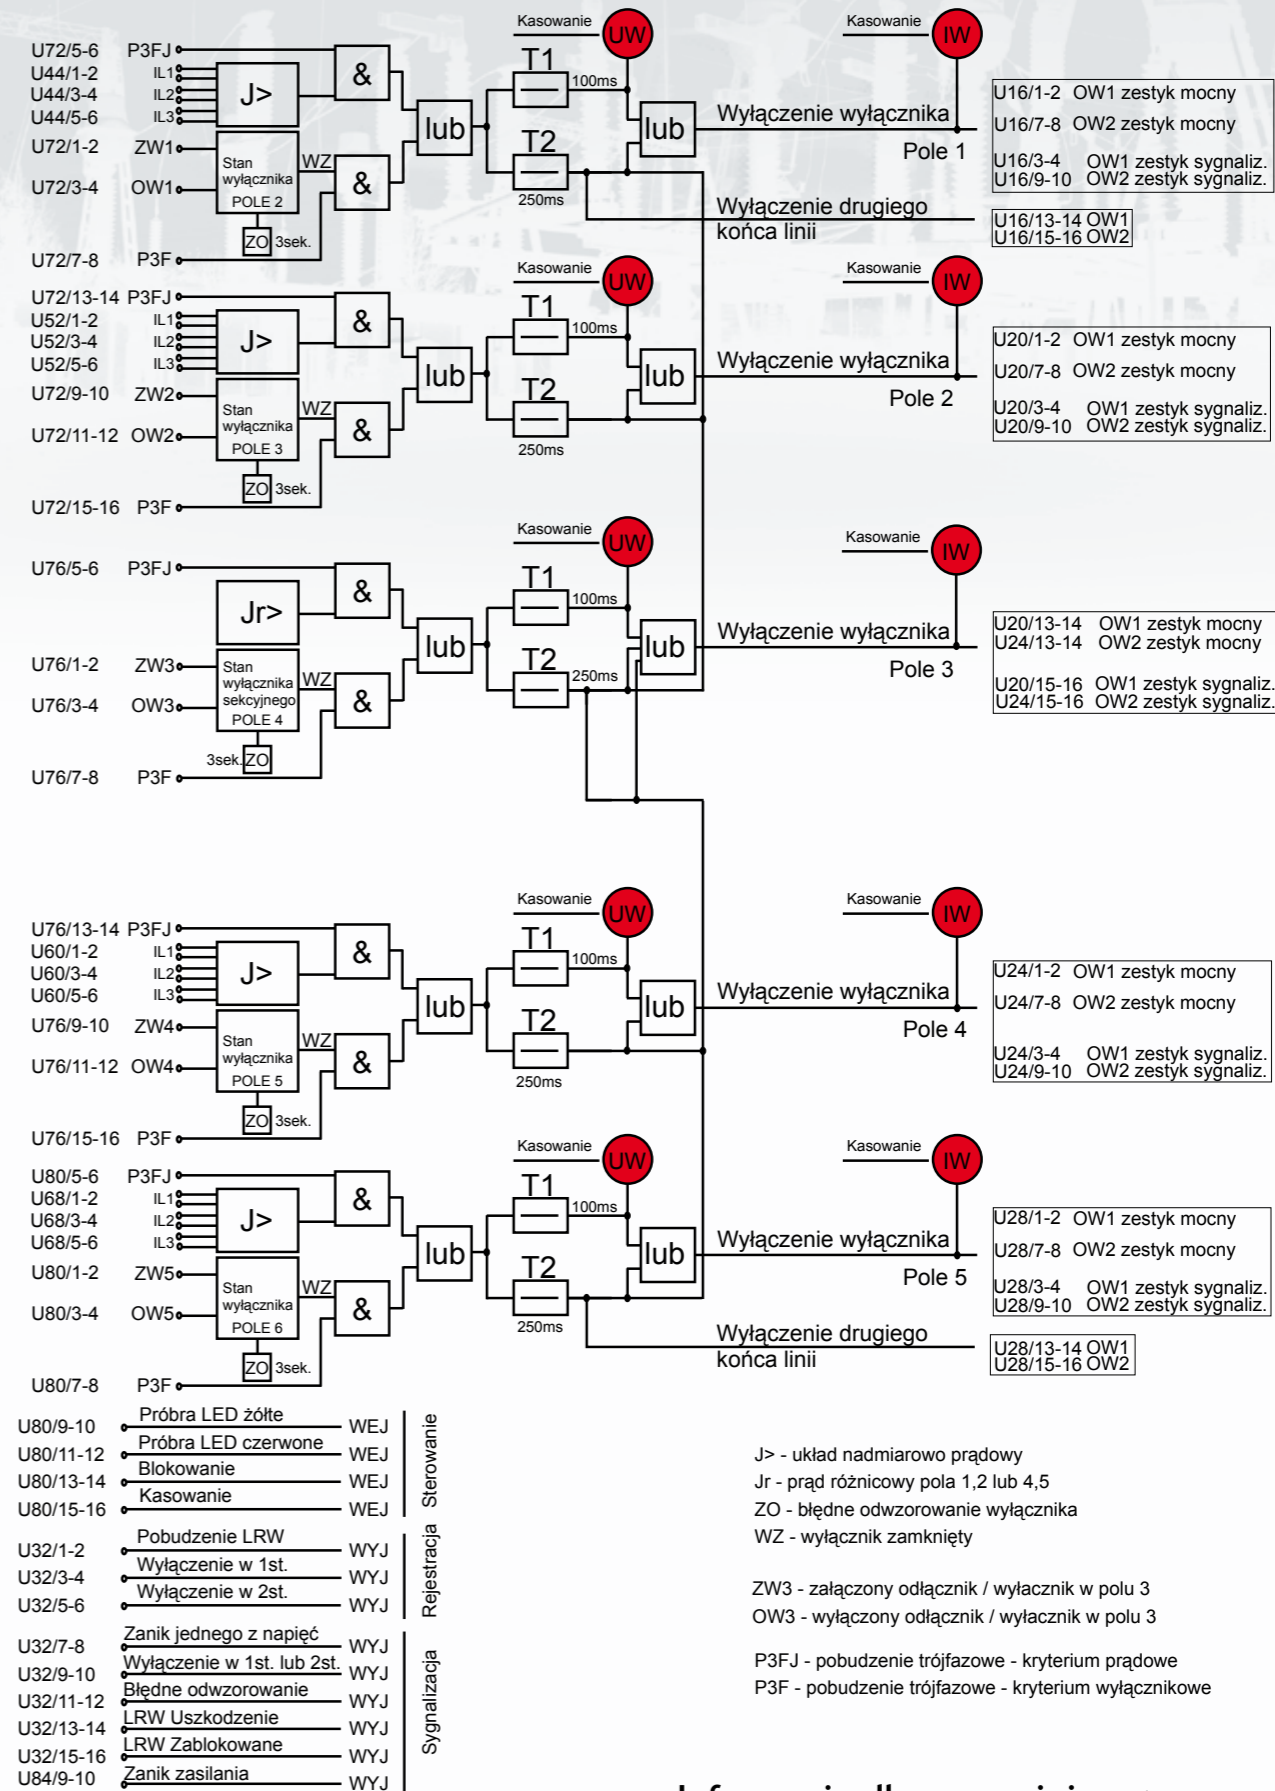 Kasowanie UW Kasowanie IW
U72/5-6 P3FJ & T1 100ms
U44/1-2 IL1
U44/3-4 IL2 J>
U44/5-6 IL3
lub lub Wyłączenie wyłącznika
Pole 1
U16/1-2 OW1 zestyk mocny
U16/7-8 OW2 zestyk mocny
U16/3-4 OW1 zestyk sygnaliz.
U16/9-10 OW2 zestyk sygnaliz.
U72/1-2 ZW1
U72/3-4 OW1
Stan
wyłącznika
POLE 2
WZ & T2
250ms
ZO 3sek.
U72/7-8 P3F
Wyłączenie drugiego
końca linii
U16/13-14 OW1
U16/15-16 OW2
Kasowanie UW Kasowanie IW
U72/13-14 P3FJ & T1 100ms
U52/1-2 IL1
U52/3-4 IL2 J>
U52/5-6 IL3
lub lub Wyłączenie wyłącznika
Pole 2
U20/1-2 OW1 zestyk mocny
U20/7-8 OW2 zestyk mocny
U20/3-4 OW1 zestyk sygnaliz.
U20/9-10 OW2 zestyk sygnaliz.
U72/9-10 ZW2
U72/11-12 OW2
Stan
wyłącznika
POLE 3
WZ & T2
250ms
ZO 3sek.
U72/15-16 P3F
Kasowanie UW Kasowanie IW
U76/5-6 P3FJ & T1 100ms
Jr>
lub lub Wyłączenie wyłącznika
Pole 3
U20/13-14 OW1 zestyk mocny
U24/13-14 OW2 zestyk mocny
U20/15-16 OW1 zestyk sygnaliz.
U24/15-16 OW2 zestyk sygnaliz.
U76/1-2 ZW3
U76/3-4 OW3
Stan
wyłącznika
sekcyjnego
POLE 4
WZ & T2 250ms
3sek. ZO
U76/7-8 P3F
Kasowanie UW Kasowanie IW
U76/13-14 P3FJ & T1 100ms
U60/1-2 IL1
U60/3-4 IL2 J>
U60/5-6 IL3
lub lub Wyłączenie wyłącznika
Pole 4
U24/1-2 OW1 zestyk mocny
U24/7-8 OW2 zestyk mocny
U24/3-4 OW1 zestyk sygnaliz.
U24/9-10 OW2 zestyk sygnaliz.
U76/9-10 ZW4
U76/11-12 OW4
Stan
wyłącznika
POLE 5
WZ & T2
250ms
ZO 3sek.
U76/15-16 P3F
Kasowanie UW Kasowanie IW
U80/5-6 P3FJ & T1 100ms
U68/1-2 IL1
U68/3-4 IL2 J>
U68/5-6 IL3
lub lub Wyłączenie wyłącznika
Pole 5
U28/1-2 OW1 zestyk mocny
U28/7-8 OW2 zestyk mocny
U28/3-4 OW1 zestyk sygnaliz.
U28/9-10 OW2 zestyk sygnaliz.
U80/1-2 ZW5
U80/3-4 OW5
Stan
wyłącznika
POLE 6
WZ & T2
250ms
ZO 3sek.
U80/7-8 P3F
Wyłączenie drugiego
końca linii
U28/13-14 OW1
U28/15-16 OW2
U80/9-10 Próbra LED żółte WEJ
U80/11-12 Próbra LED czerwone WEJ
U80/13-14 Blokowanie WEJ
U80/15-16 Kasowanie WEJ
Sterowanie
U32/1-2 Pobudzenie LRW WYJ
U32/3-4 Wyłączenie w 1st. WYJ
U32/5-6 Wyłączenie w 2st. WYJ
Rejestracja
U32/7-8 Zanik jednego z napięć WYJ
U32/9-10 Wyłączenie w 1st. lub 2st. WYJ
U32/11-12 Błędne odwzorowanie WYJ
U32/13-14 LRW Uszkodzenie WYJ
U32/15-16 LRW Zablokowane WYJ
U84/9-10 Zanik zasilania WYJ
Sygnalizacja
J> - układ nadmiarowo prądowy
Jr - prąd różnicowy pola 1,2 lub 4,5
ZO - błędne odwzorowanie wyłącznika
WZ - wyłącznik zamknięty
ZW3 - załączony odłącznik / wyłacznik w polu 3
OW3 - wyłączony odłącznik / wyłacznik w polu 3
P3FJ - pobudzenie trójfazowe - kryterium prądowe
P3F - pobudzenie trójfazowe - kryterium wyłącznikowe